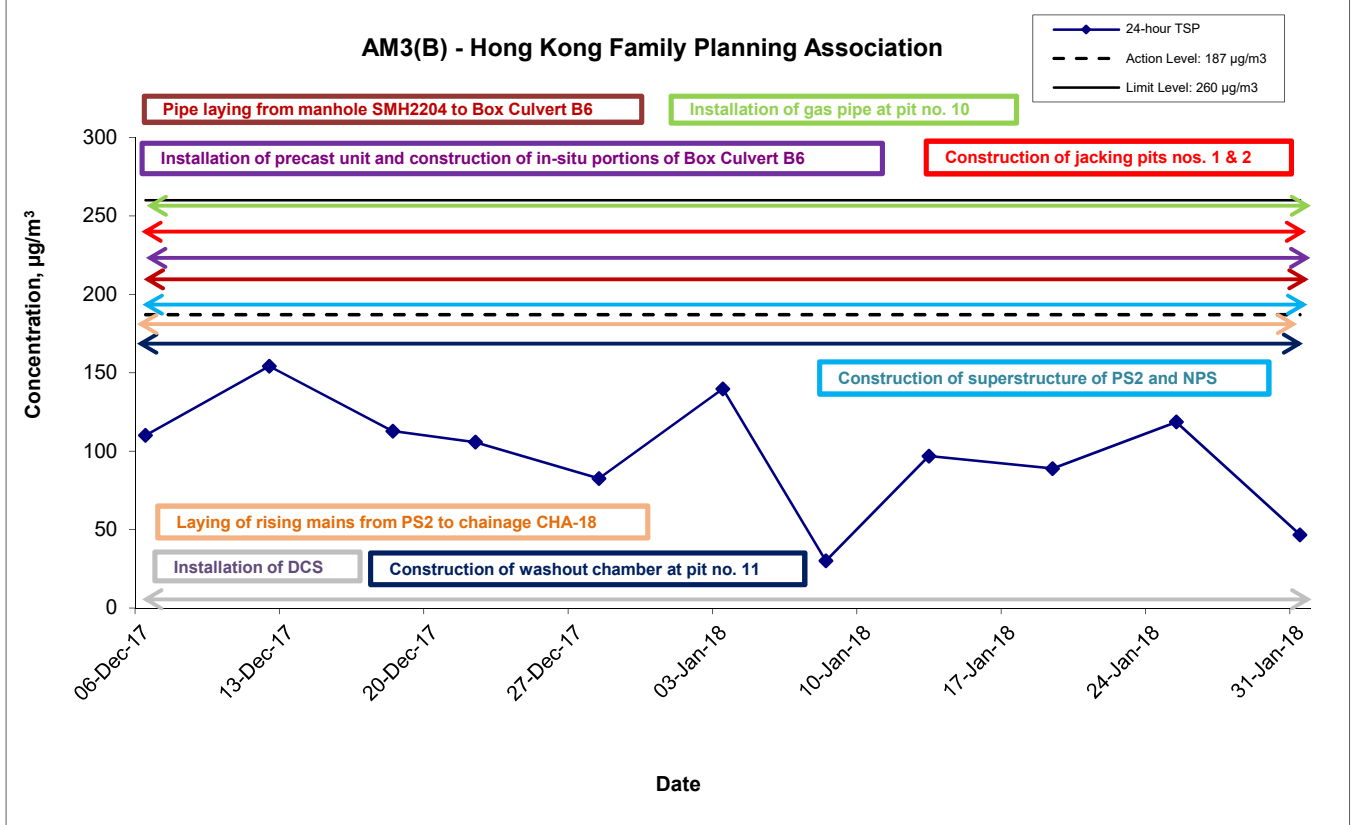 AM3(B) - Hong Kong Family Planning Association
24-hour TSP
Action Level: 187 µg/m3
Limit Level: 260 µg/m3
Pipe laying from manhole SMH2204 to Box Culvert B6
Installation of gas pipe at pit no. 10
Installation of precast unit and construction of in-situ portions of Box Culvert B6
Construction of jacking pits nos. 1 & 2
Concentration, µg/m³
300
250
200
150
100
50
0
Construction of superstructure of PS2 and NPS
Laying of rising mains from PS2 to chainage CHA-18
Installation of DCS
Construction of washout chamber at pit no. 11
06-Dec-17
13-Dec-17
20-Dec-17
27-Dec-17
03-Jan-18
10-Jan-18
17-Jan-18
24-Jan-18
31-Jan-18
Date